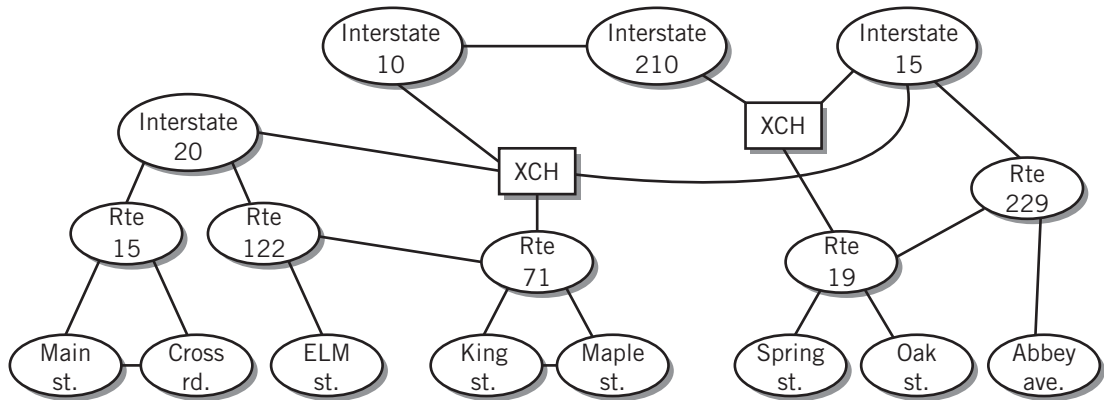 Interstate
10
Interstate
210
Interstate
15
Interstate
20
XCH
XCH
Rte
15
Rte
122
Rte
71
Rte
19
Rte
229
Main
st.
Cross
rd.
ELM
st.
King
st.
Maple
st.
Spring
st.
Oak
st.
Abbey
ave.